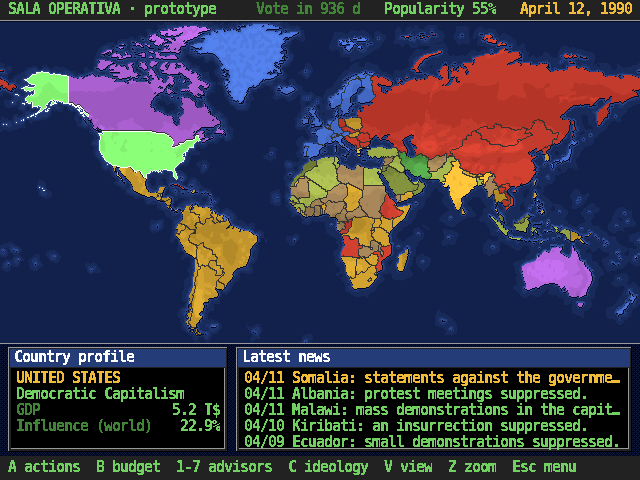 SALA OPERATIVA · prototype Vote in 936 d Popularity 55% April 12, 1990
Country profile
UNITED STATES
Democratic Capitalism
GDP 5.2 T$
Influence (world) 22.9%
Latest news
04/11 Somalia: statements against the governme…
04/11 Albania: protest meetings suppressed.
04/11 Malawi: mass demonstrations in the capit…
04/10 Kiribati: an insurrection suppressed.
04/09 Ecuador: small demonstrations suppressed.
A actions B budget 1-7 advisors C ideology V view Z zoom Esc menu